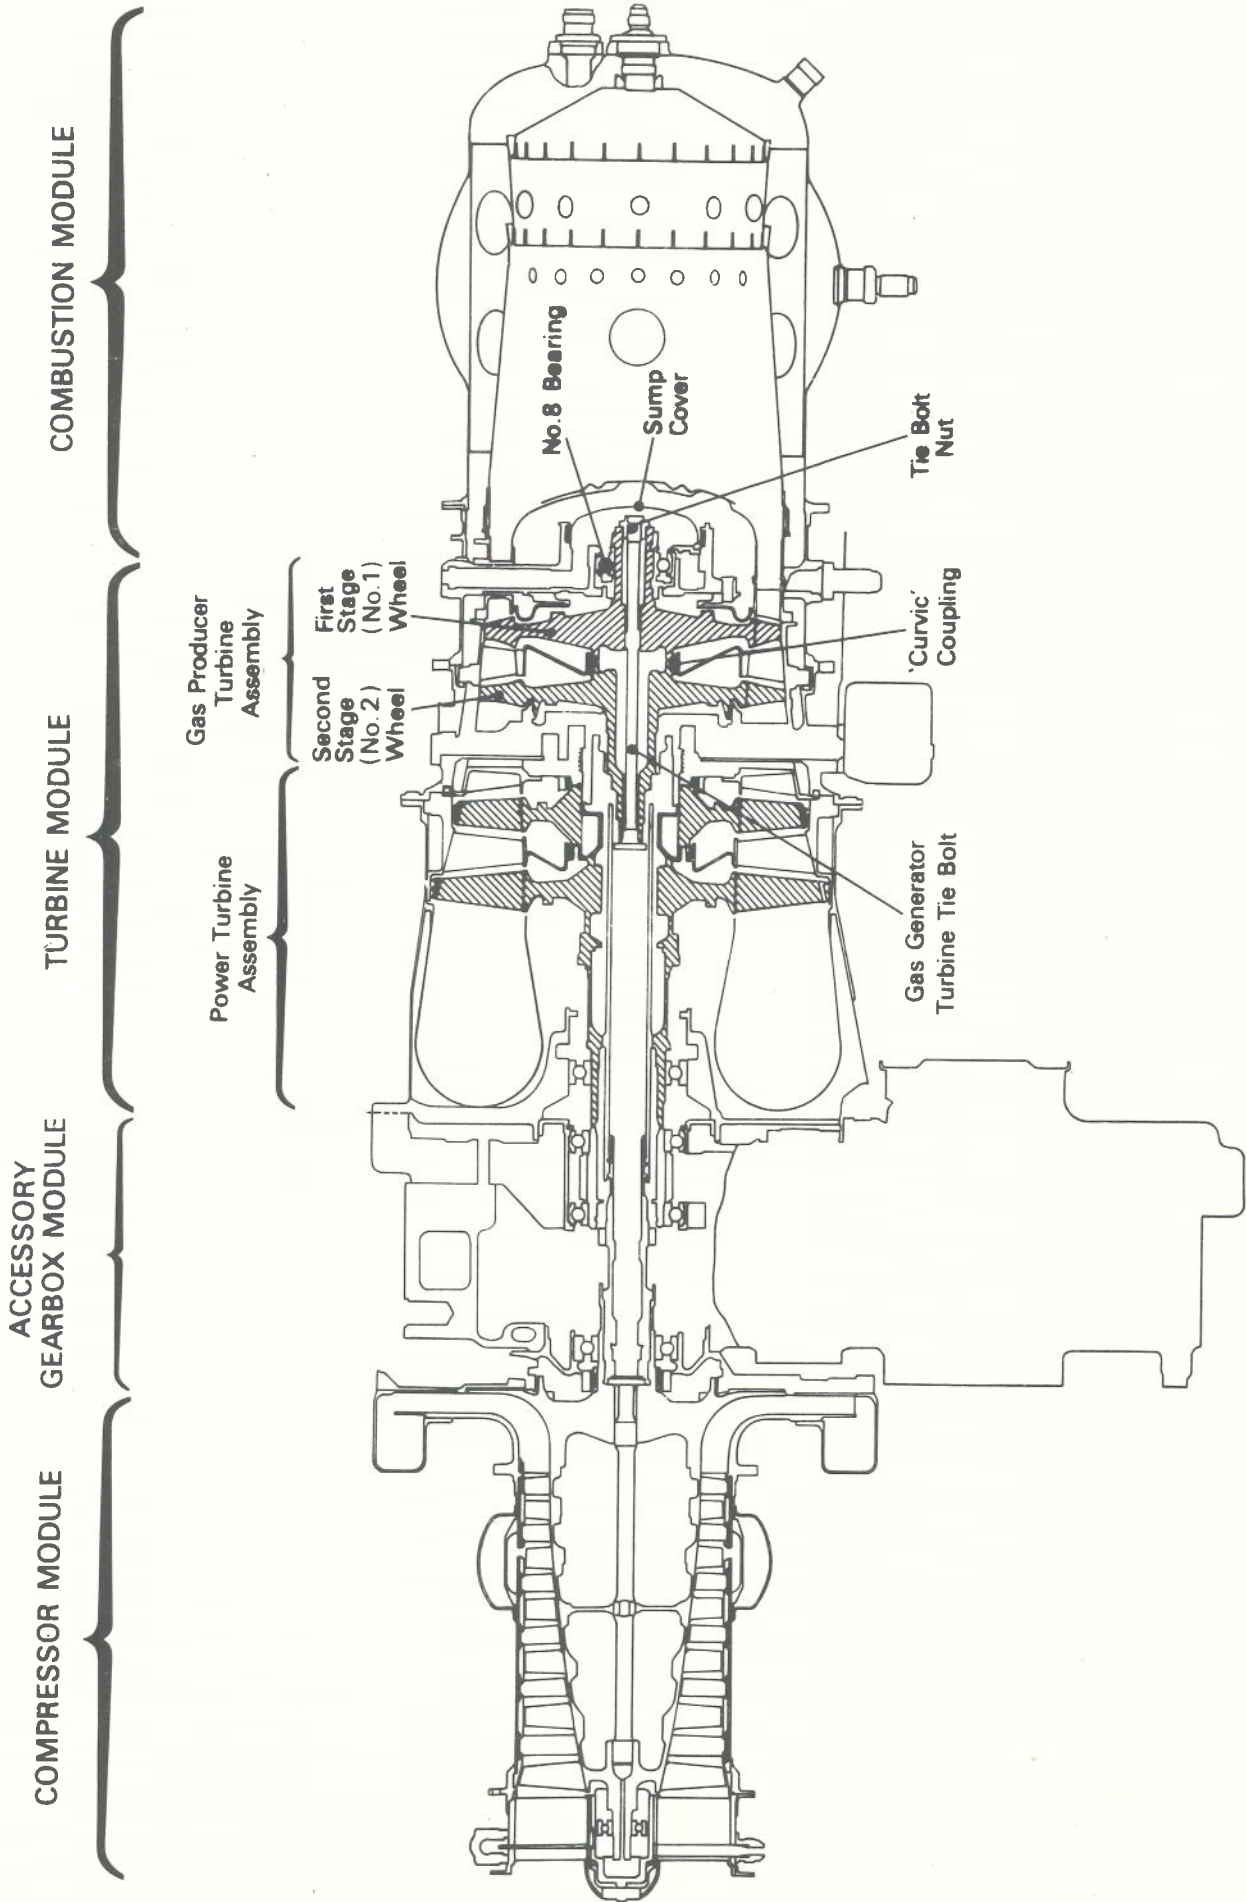 COMPRESSOR MODULE
ACCESSORY
GEARBOX MODULE
TURBINE MODULE
COMBUSTION MODULE
Power Turbine
Assembly
Gas Producer
Turbine
Assembly
Second
Stage
(No.2)
Wheel
First
Stage
(No.1)
Wheel
No.8 Bearing
Sump
Cover
Tie Bolt
Nut
'Curvic'
Coupling
Gas Generator
Turbine Tie Bolt